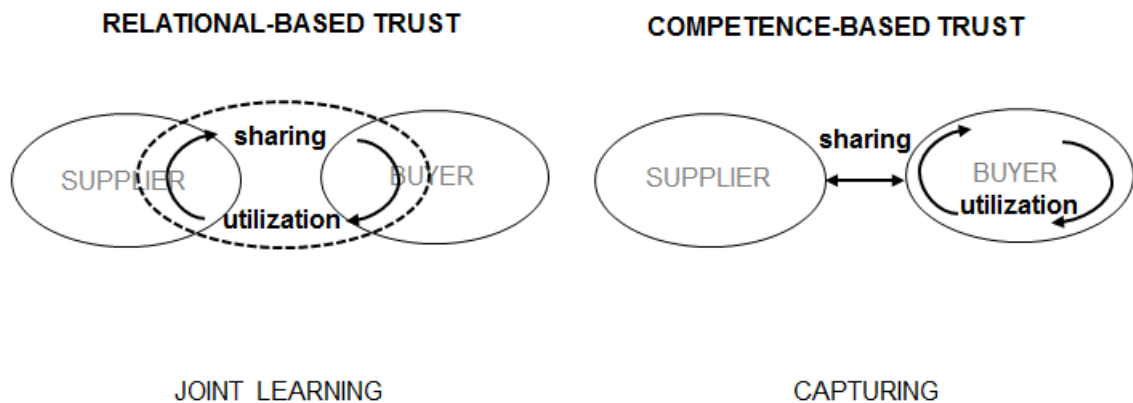 RELATIONAL-BASED TRUST
COMPETENCE-BASED TRUST
sharing
SUPPLIER
BUYER
utilization
sharing
SUPPLIER
BUYER
utilization
JOINT LEARNING
CAPTURING